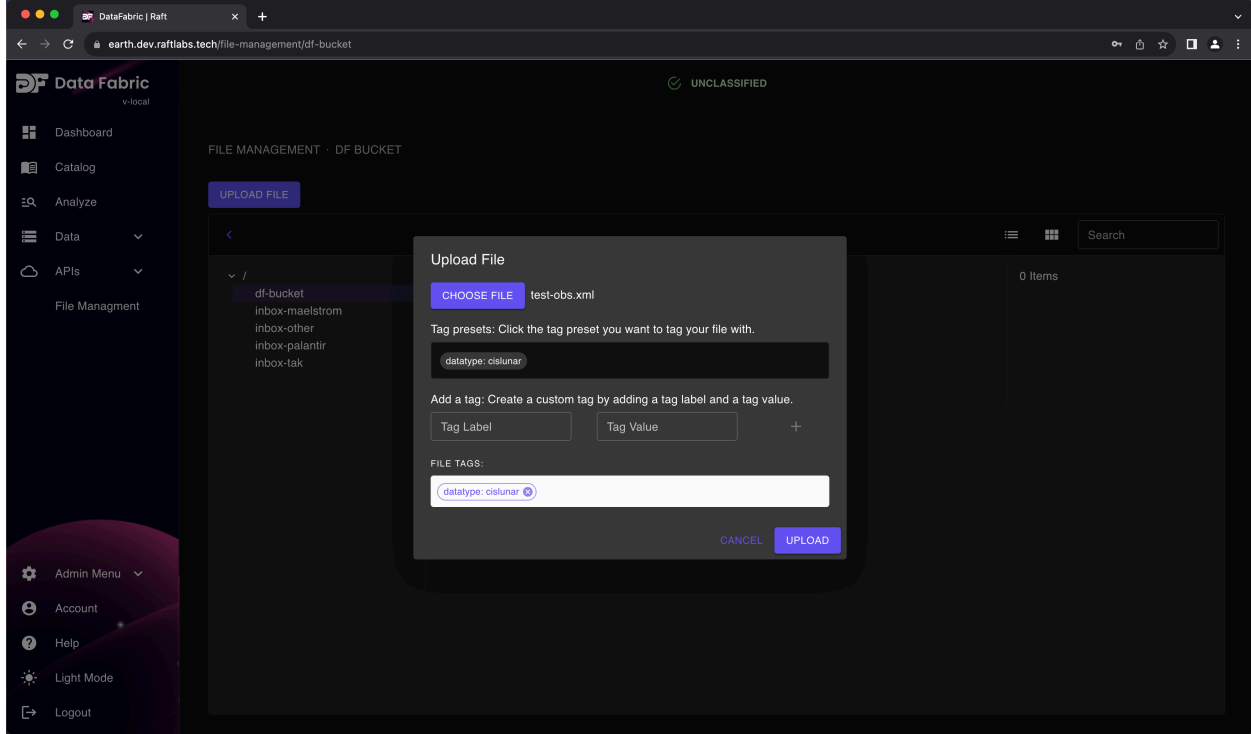 DataFabric | Raft
earth.dev.raftlabs.tech/file-management/df-bucket
DF Data Fabric
v-local
UNCLASSIFIED
Dashboard
Catalog
Analyze
Data
APIs
File Managment
Admin Menu
Account
Help
Light Mode
Logout
FILE MANAGEMENT · DF BUCKET
UPLOAD FILE
Search
/
df-bucket
inbox-maelstrom
inbox-other
inbox-palantir
inbox-tak
0 Items
Upload File
CHOOSE FILE test-obs.xml
Tag presets: Click the tag preset you want to tag your file with.
datatype: cislunar
Add a tag: Create a custom tag by adding a tag label and a tag value.
Tag Label Tag Value +
FILE TAGS:
datatype: cislunar
CANCEL UPLOAD